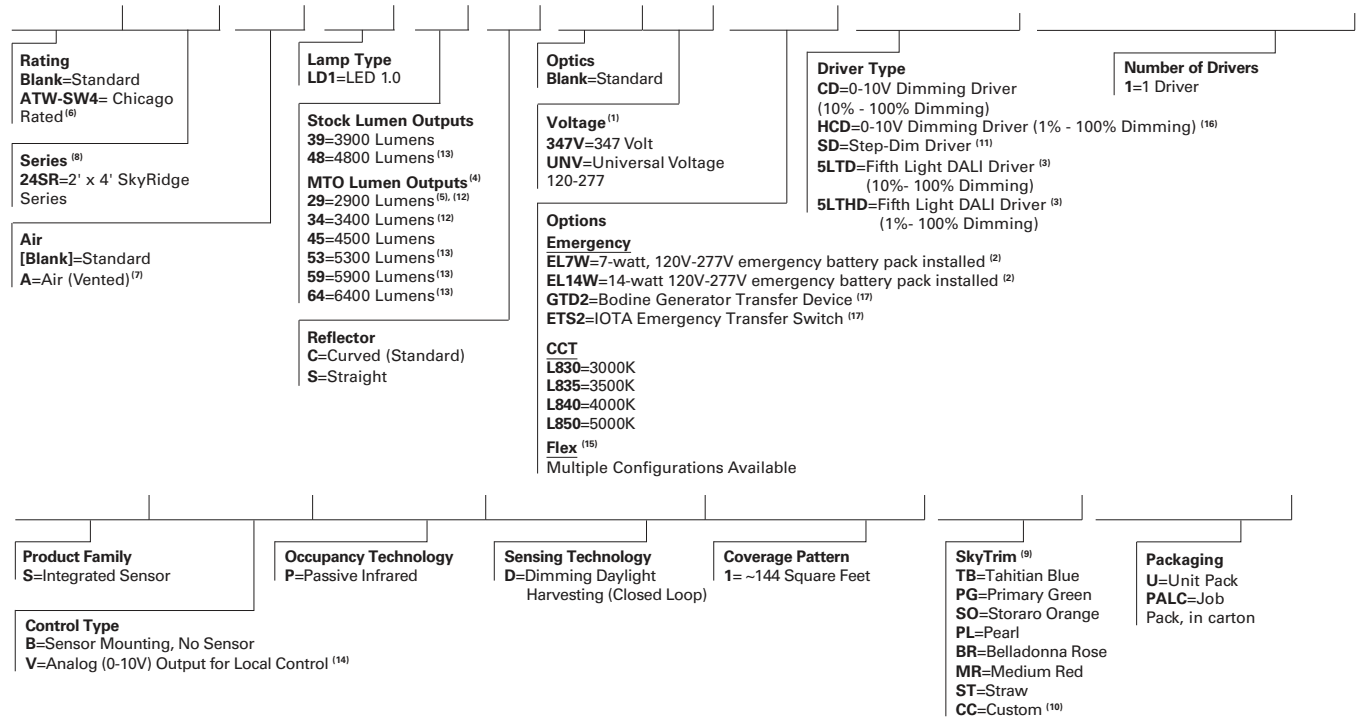 Rating
Blank=Standard
ATW-SW4= Chicago
Rated (6)
Series (8)
24SR=2' x 4' SkyRidge
Series
Air
[Blank]=Standard
A=Air (Vented) (7)
Lamp Type
LD1=LED 1.0
Stock Lumen Outputs
39=3900 Lumens
48=4800 Lumens (13)
MTO Lumen Outputs (4)
29=2900 Lumens (5), (12)
34=3400 Lumens (12)
45=4500 Lumens
53=5300 Lumens (13)
59=5900 Lumens (13)
64=6400 Lumens (13)
Reflector
C=Curved (Standard)
S=Straight
Optics
Blank=Standard
Voltage (1)
347V=347 Volt
UNV=Universal Voltage
120-277
Options
Emergency
EL7W=7-watt, 120V-277V emergency battery pack installed (2)
EL14W=14-watt 120V-277V emergency battery pack installed (2)
GTD2=Bodine Generator Transfer Device (17)
ETS2=IOTA Emergency Transfer Switch (17)
CCT
L830=3000K
L835=3500K
L840=4000K
L850=5000K
Flex (15)
Multiple Configurations Available
Driver Type
CD=0-10V Dimming Driver
(10% - 100% Dimming)
HCD=0-10V Dimming Driver (1% - 100% Dimming) (16)
SD=Step-Dim Driver (11)
5LTD=Fifth Light DALI Driver (3)
(10%- 100% Dimming)
5LTHD=Fifth Light DALI Driver (3)
(1%- 100% Dimming)
Number of Drivers
1=1 Driver
Product Family
S=Integrated Sensor
Control Type
B=Sensor Mounting, No Sensor
V=Analog (0-10V) Output for Local Control (14)
Occupancy Technology
P=Passive Infrared
Sensing Technology
D=Dimming Daylight
Harvesting (Closed Loop)
Coverage Pattern
1= ~144 Square Feet
SkyTrim (9)
TB=Tahitian Blue
PG=Primary Green
SO=Storaro Orange
PL=Pearl
BR=Belladonna Rose
MR=Medium Red
ST=Straw
CC=Custom (10)
Packaging
U=Unit Pack
PALC=Job
Pack, in carton